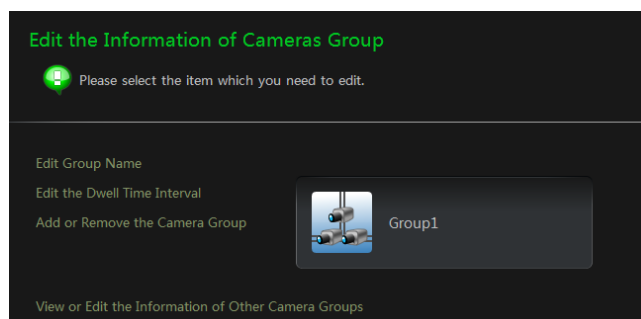 Edit the Information of Cameras Group
Please select the item which you need to edit.
Edit Group Name
Edit the Dwell Time Interval
Add or Remove the Camera Group
Group1
View or Edit the Information of Other Camera Groups